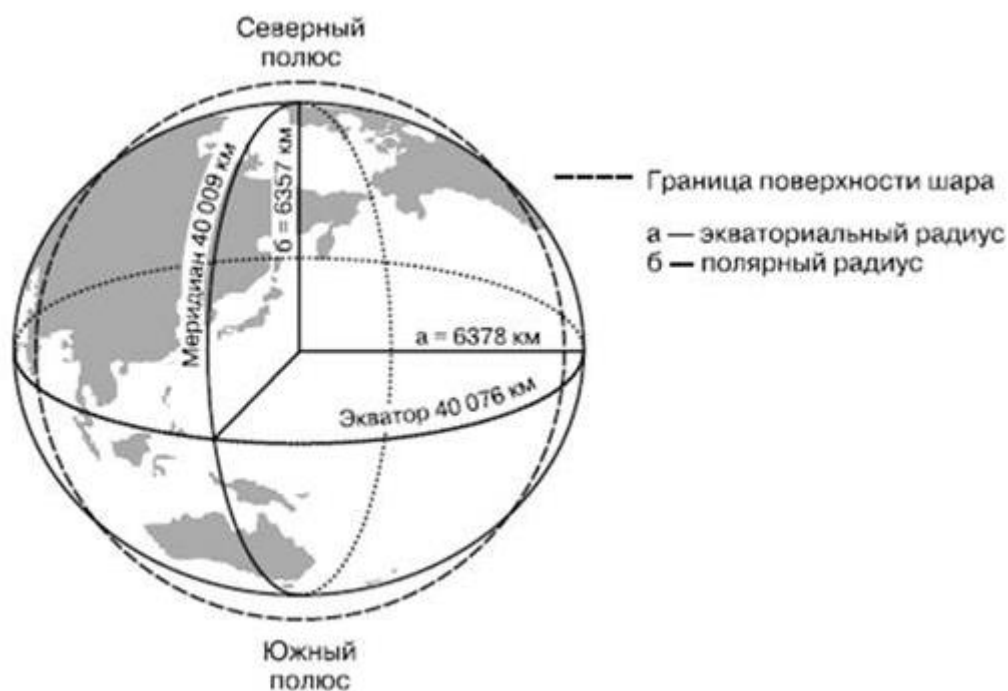 Северный
полюс
Меридиан 40 009 км
б = 6357 км
Граница поверхности шара
а — экваториальный радиус
б — полярный радиус
а = 6378 км
Экватор 40 076 км
Южный
полюс